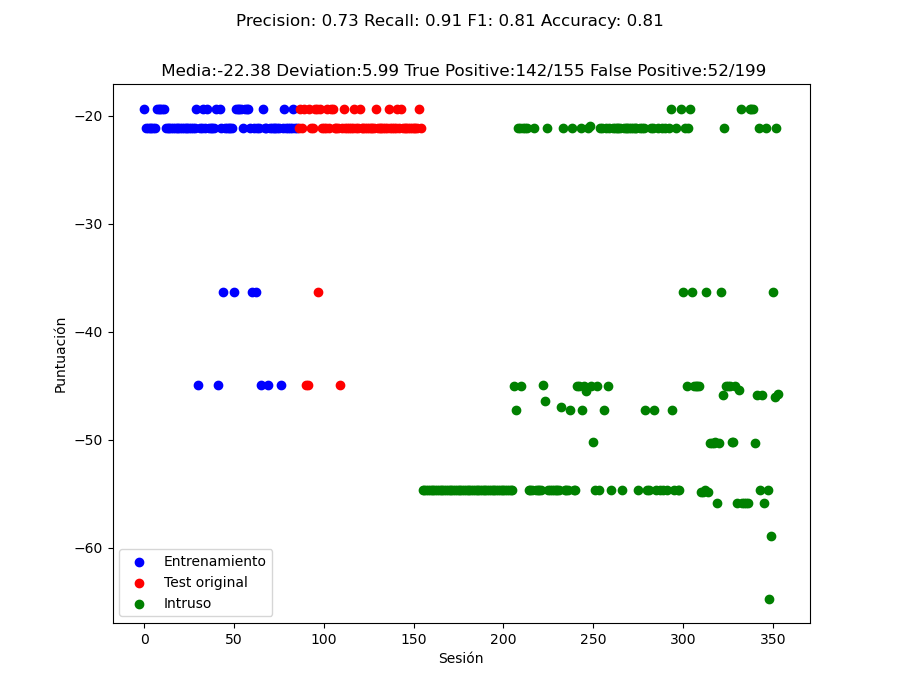 Precision: 0.73 Recall: 0.91 F1: 0.81 Accuracy: 0.81
Media:-22.38 Deviation:5.99 True Positive:142/155 False Positive:52/199
−20
−30
−40
−50
−60
Puntuación
Entrenamiento
Test original
Intruso
0 50 100 150 200 250 300 350
Sesión